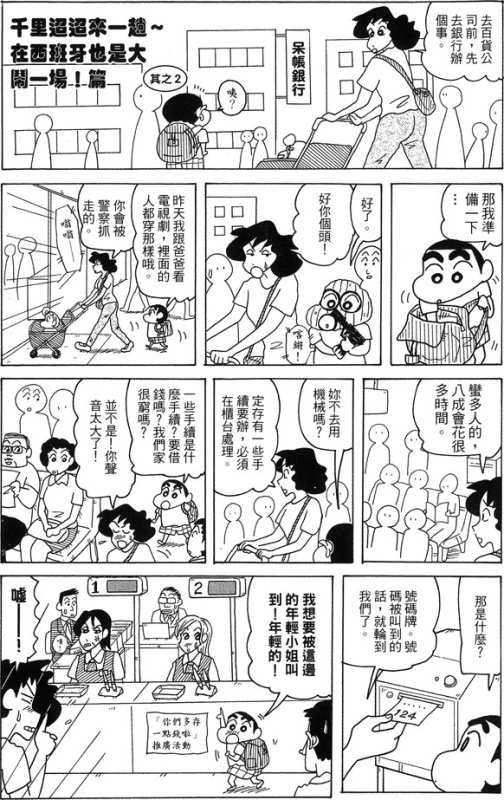 千里迢迢來一趟~
在西班牙也是大
鬧一場！篇
其之2
去百貨公
司前，先
去銀行辦
個事。
咦？
呆帳銀行
那我準
備一下
…
好了。
好你個頭！
昨天我跟爸爸看
電視劇，裡面的
人都穿那樣哦。
你會被
警察抓
走的。
蠻多人的，
八成會花很
多時間。
妳不去用
機械嗎？
定存有一些手
續要辦，必須
在櫃台處理。
一些手續是什
麼手續？要借
錢嗎？我們家
很窮嗎？
並不是！你聲
音太大了！
那是什麼？
號碼牌。號
碼被叫到的
話，就輪到
我們了。
124
我想要被這邊
的年輕小姐叫
到！年輕的！
1
2
「你們多存
一點錢啦」
推廣活動
噓——！